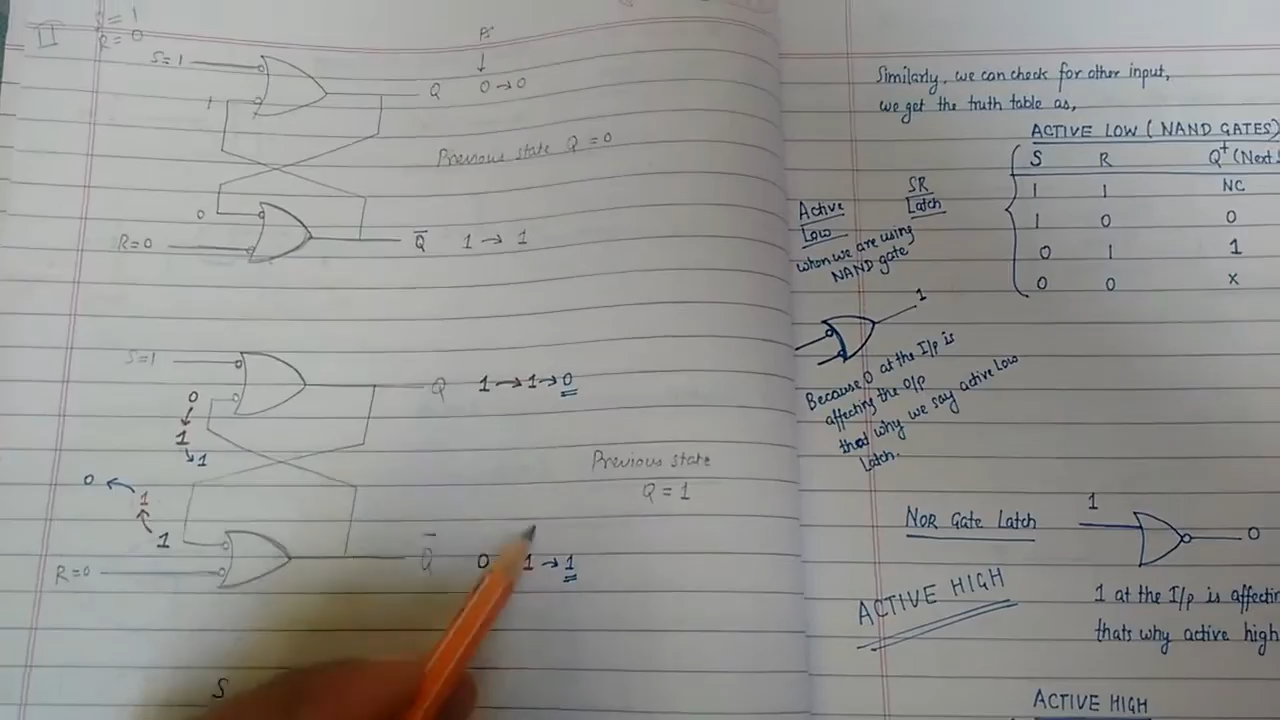 II
S = 1
R = 0
S=1
1
Q 0→0
Previous state Q = 0
0
R=0
Q̅ 1 → 1
S=1
Q 1→1→0
0
1
1
Previous state
Q = 1
0
1
1
R=0
Q̅ 0 1→1
S
Similarly, we can check for other input,
we get the truth table as,
ACTIVE LOW (NAND GATES)
S R Q⁺ (Next
1 1 NC
1 0 0
0 1 1
0 0 X
SR
Latch
Active
Low
when we are using
NAND gate
1
Because 0 at the I/p is
affecting the O/p
that why we say active Low
Latch.
NOR Gate Latch
1
0
ACTIVE HIGH
1 at the I/p is affectin
thats why active high
ACTIVE HIGH